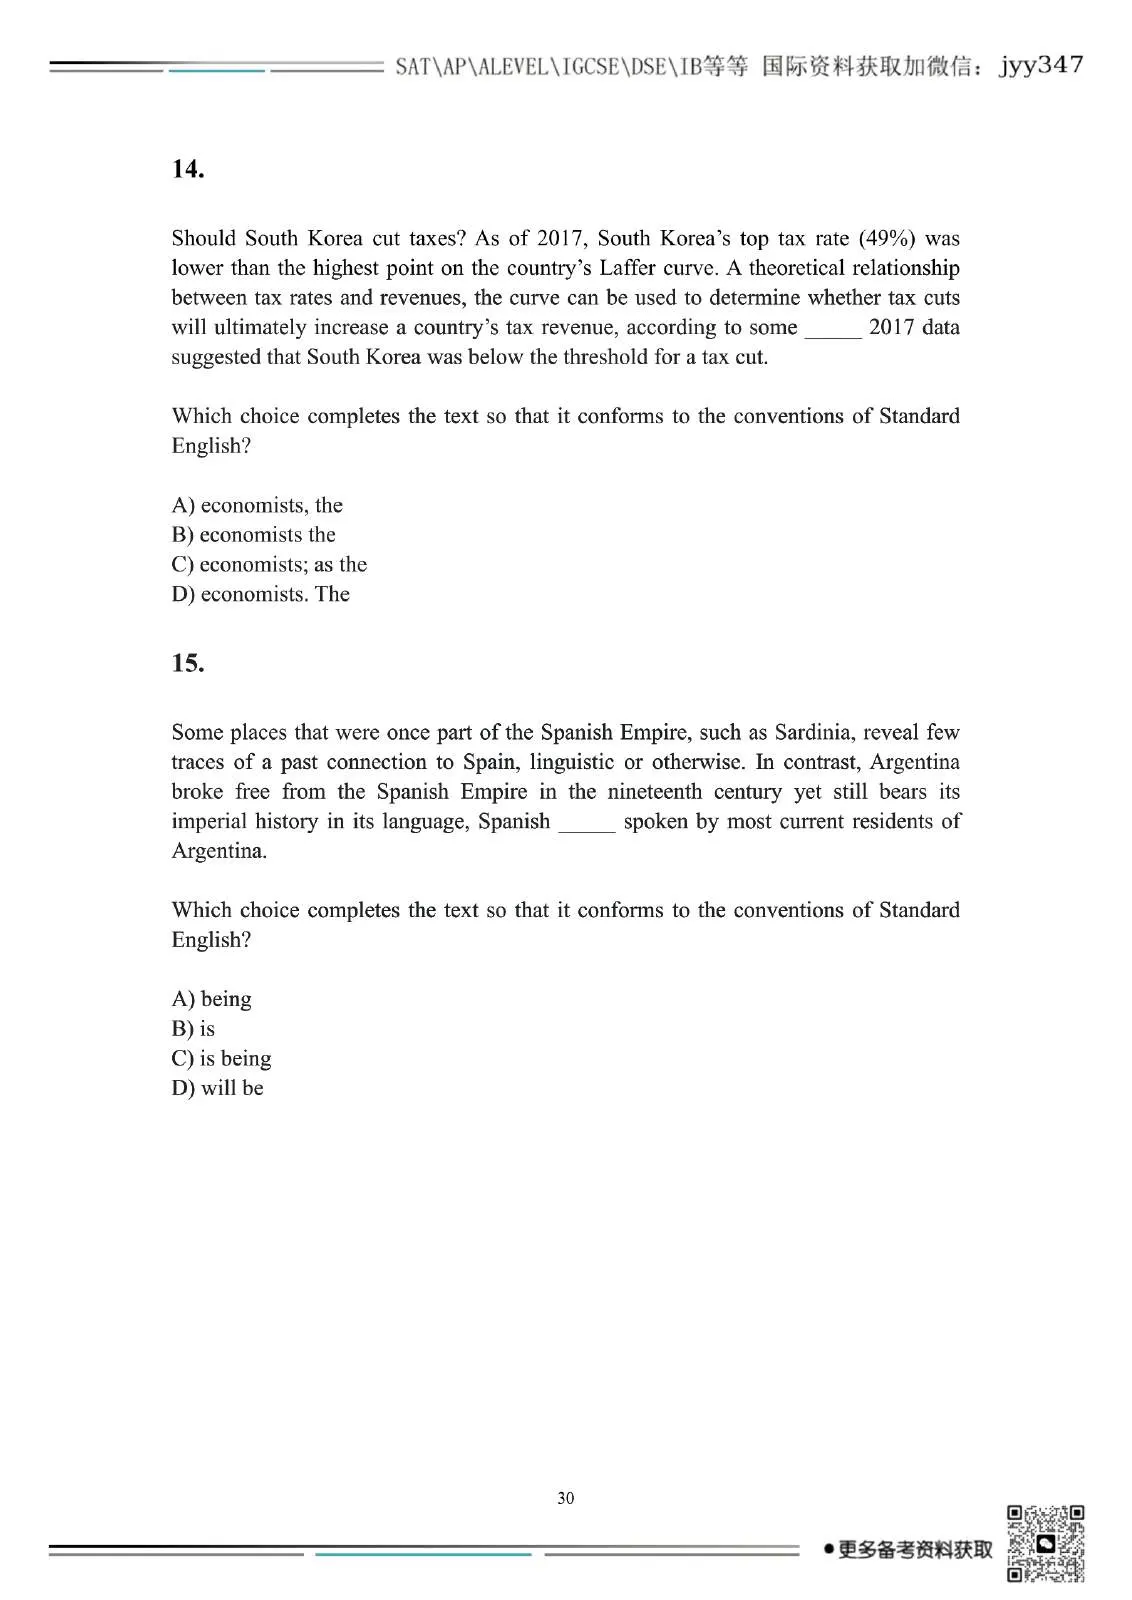 SAT\AP\ALEVEL\IGCSE\DSE\IB等等 国际资料获取加微信：jyy347
14.
Should South Korea cut taxes? As of 2017, South Korea’s top tax rate (49%) was
lower than the highest point on the country’s Laffer curve. A theoretical relationship
between tax rates and revenues, the curve can be used to determine whether tax cuts
will ultimately increase a country’s tax revenue, according to some _____ 2017 data
suggested that South Korea was below the threshold for a tax cut.
Which choice completes the text so that it conforms to the conventions of Standard
English?
A) economists, the
B) economists the
C) economists; as the
D) economists. The
15.
Some places that were once part of the Spanish Empire, such as Sardinia, reveal few
traces of a past connection to Spain, linguistic or otherwise. In contrast, Argentina
broke free from the Spanish Empire in the nineteenth century yet still bears its
imperial history in its language, Spanish _____ spoken by most current residents of
Argentina.
Which choice completes the text so that it conforms to the conventions of Standard
English?
A) being
B) is
C) is being
D) will be
30
●更多备考资料获取